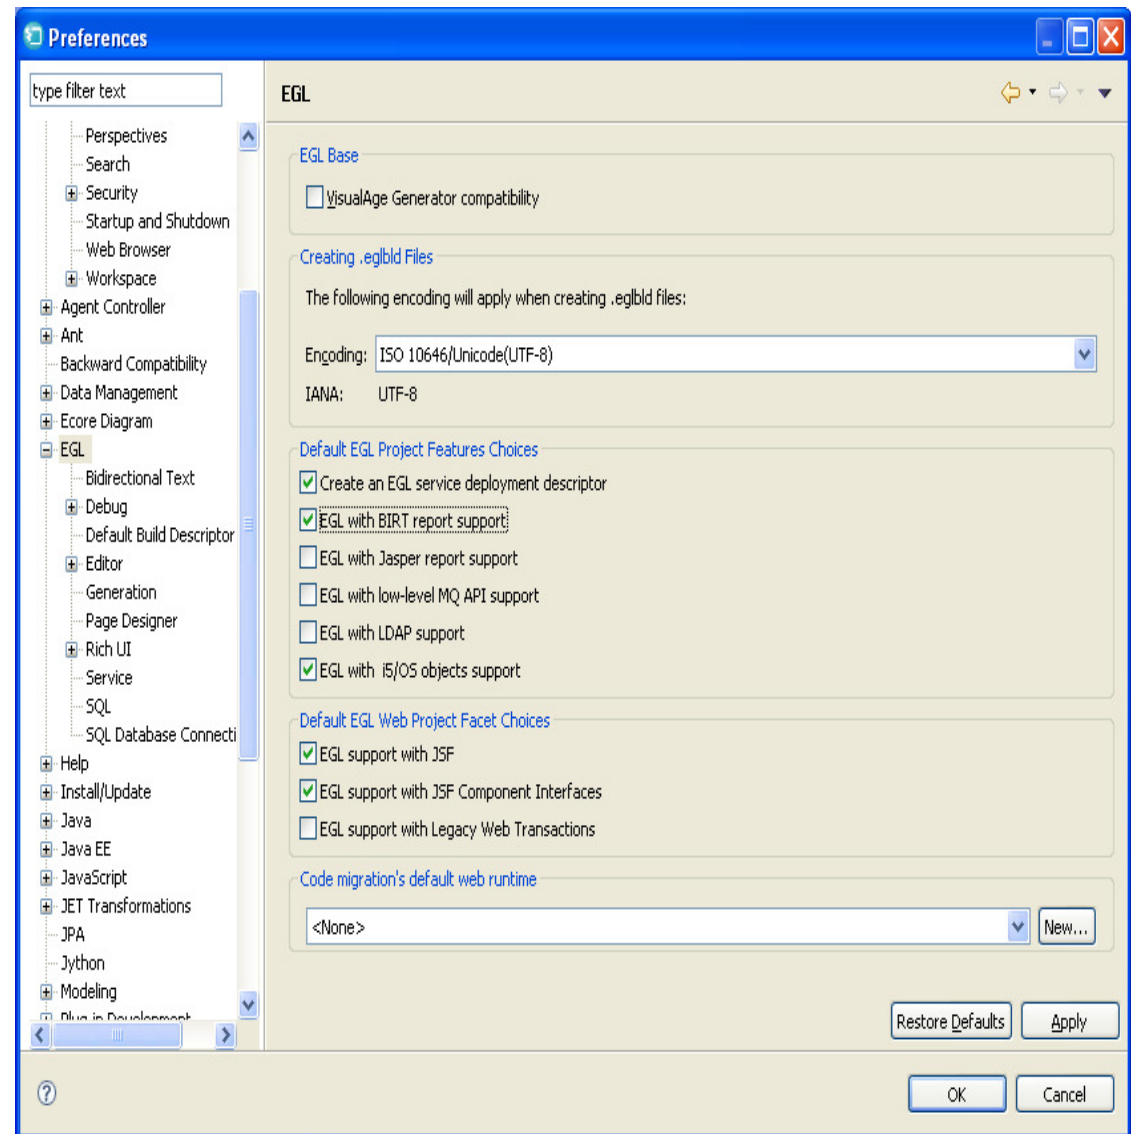 Preferences
type filter text
Perspectives
Search
Security
Startup and Shutdown
Web Browser
Workspace
Agent Controller
Ant
Backward Compatibility
Data Management
Ecore Diagram
EGL
Bidirectional Text
Debug
Default Build Descriptor
Editor
Generation
Page Designer
Rich UI
Service
SQL
SQL Database Connecti
Help
Install/Update
Java
Java EE
JavaScript
JET Transformations
JPA
Jython
Modeling
Plug-in Development
EGL
EGL Base
VisualAge Generator compatibility
Creating .eglbld Files
The following encoding will apply when creating .eglbld files:
Encoding: ISO 10646/Unicode(UTF-8)
IANA: UTF-8
Default EGL Project Features Choices
Create an EGL service deployment descriptor
EGL with BIRT report support
EGL with Jasper report support
EGL with low-level MQ API support
EGL with LDAP support
EGL with i5/OS objects support
Default EGL Web Project Facet Choices
EGL support with JSF
EGL support with JSF Component Interfaces
EGL support with Legacy Web Transactions
Code migration's default web runtime
<None> New...
Restore Defaults Apply
OK Cancel